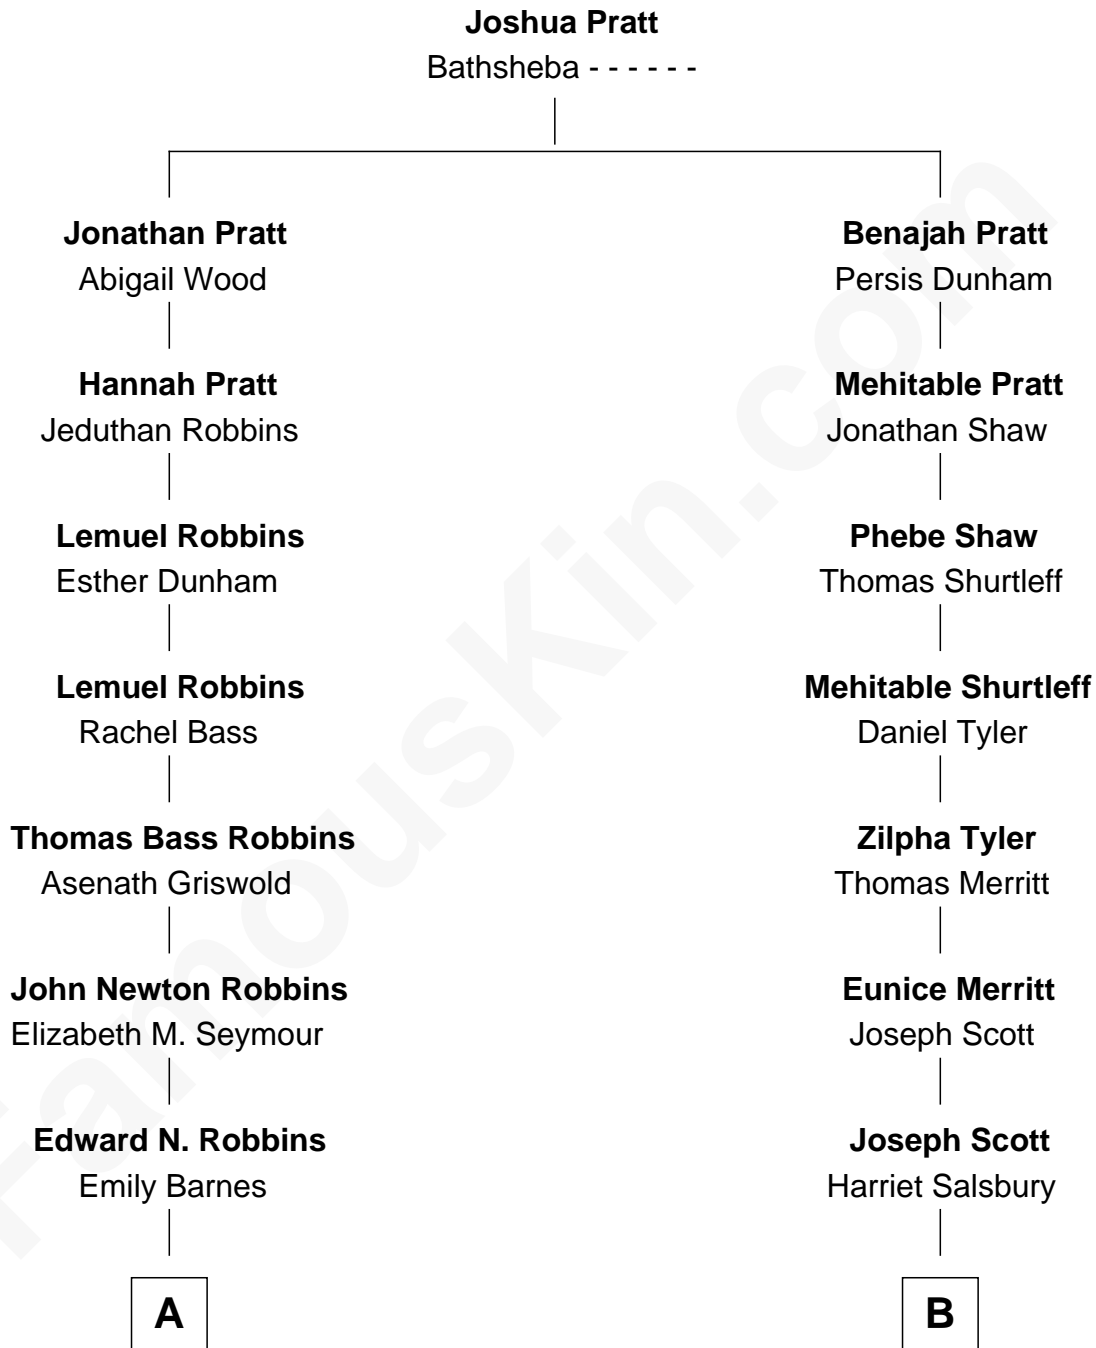 Joshua Pratt
Bathsheba - - - - - -
Jonathan Pratt
Abigail Wood
Benajah Pratt
Persis Dunham
Hannah Pratt
Jeduthan Robbins
Mehitable Pratt
Jonathan Shaw
Lemuel Robbins
Esther Dunham
Phebe Shaw
Thomas Shurtleff
Lemuel Robbins
Rachel Bass
Mehitable Shurtleff
Daniel Tyler
Thomas Bass Robbins
Asenath Griswold
Zilpha Tyler
Thomas Merritt
John Newton Robbins
Elizabeth M. Seymour
Eunice Merritt
Joseph Scott
Edward N. Robbins
Emily Barnes
Joseph Scott
Harriet Salsbury
A
B
FamousKin.com